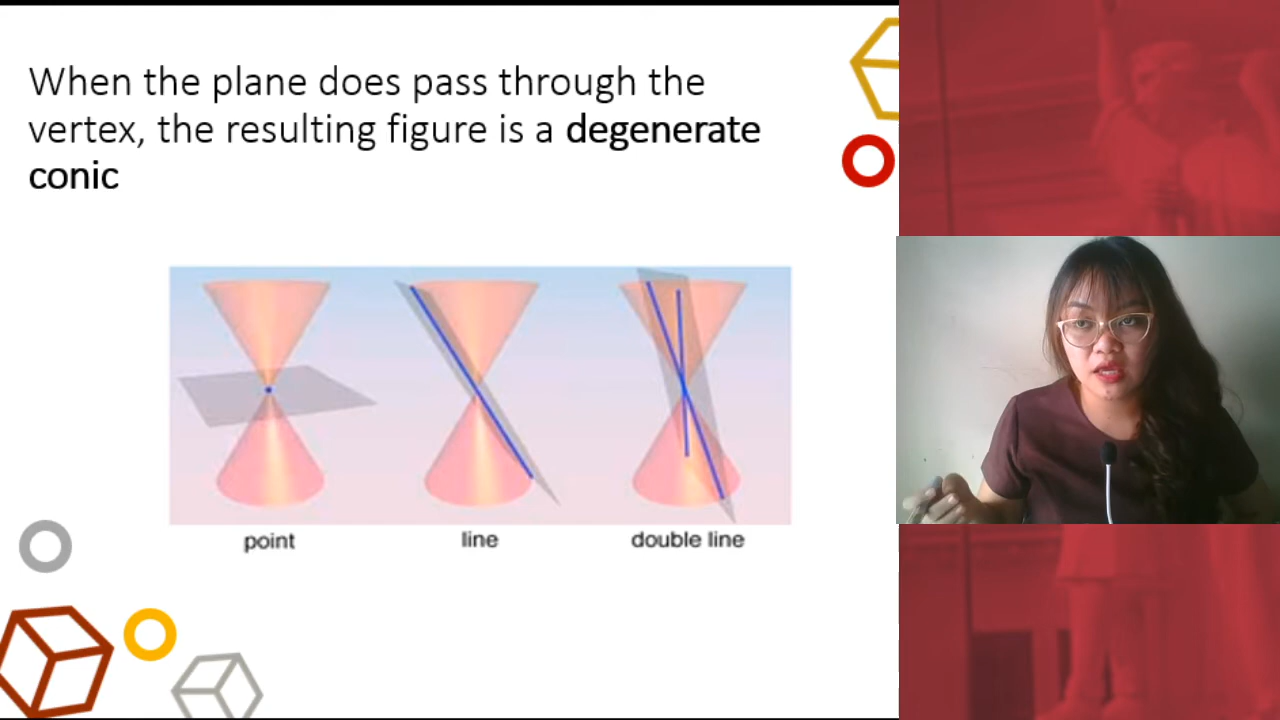 When the plane does pass through the
vertex, the resulting figure is a degenerate
conic
point
line
double line